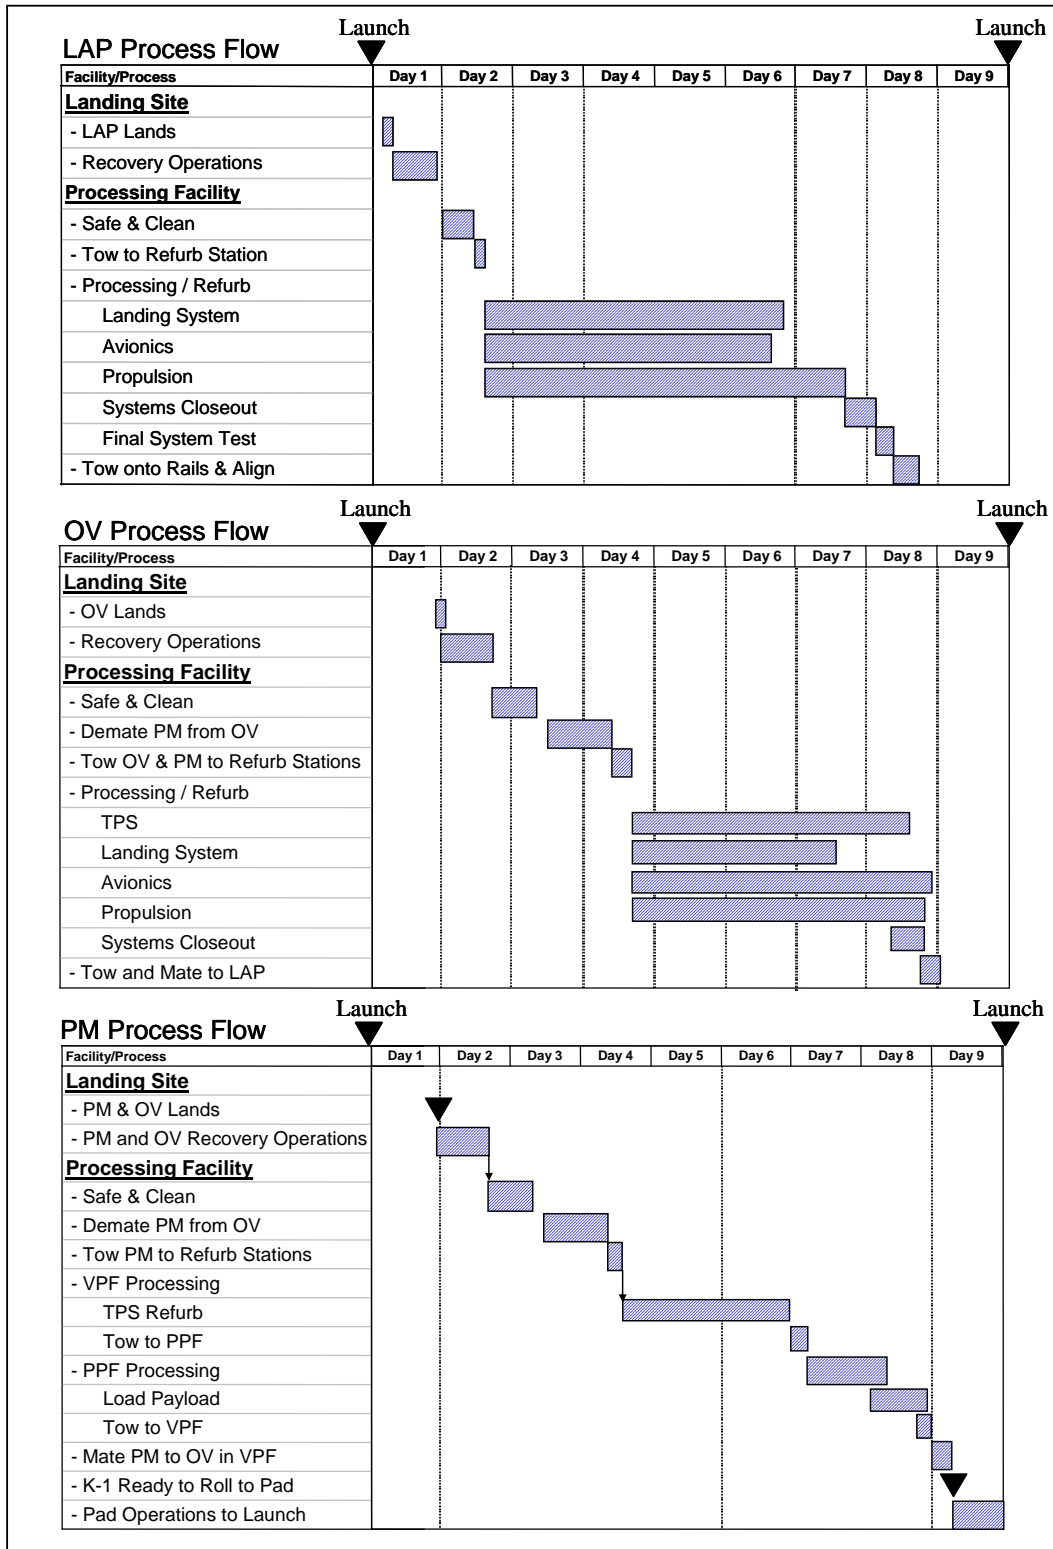 Launch Launch
LAP Process Flow
Facility/Process Day 1 Day 2 Day 3 Day 4 Day 5 Day 6 Day 7 Day 8 Day 9
Landing Site
- LAP Lands
- Recovery Operations
Processing Facility
- Safe & Clean
- Tow to Refurb Station
- Processing / Refurb
Landing System
Avionics
Propulsion
Systems Closeout
Final System Test
- Tow onto Rails & Align
Launch Launch
OV Process Flow
Facility/Process Day 1 Day 2 Day 3 Day 4 Day 5 Day 6 Day 7 Day 8 Day 9
Landing Site
- OV Lands
- Recovery Operations
Processing Facility
- Safe & Clean
- Demate PM from OV
- Tow OV & PM to Refurb Stations
- Processing / Refurb
TPS
Landing System
Avionics
Propulsion
Systems Closeout
- Tow and Mate to LAP
Launch Launch
PM Process Flow
Facility/Process Day 1 Day 2 Day 3 Day 4 Day 5 Day 6 Day 7 Day 8 Day 9
Landing Site
- PM & OV Lands
- PM and OV Recovery Operations
Processing Facility
- Safe & Clean
- Demate PM from OV
- Tow PM to Refurb Stations
- VPF Processing
TPS Refurb
Tow to PPF
- PPF Processing
Load Payload
Tow to VPF
- Mate PM to OV in VPF
- K-1 Ready to Roll to Pad
- Pad Operations to Launch